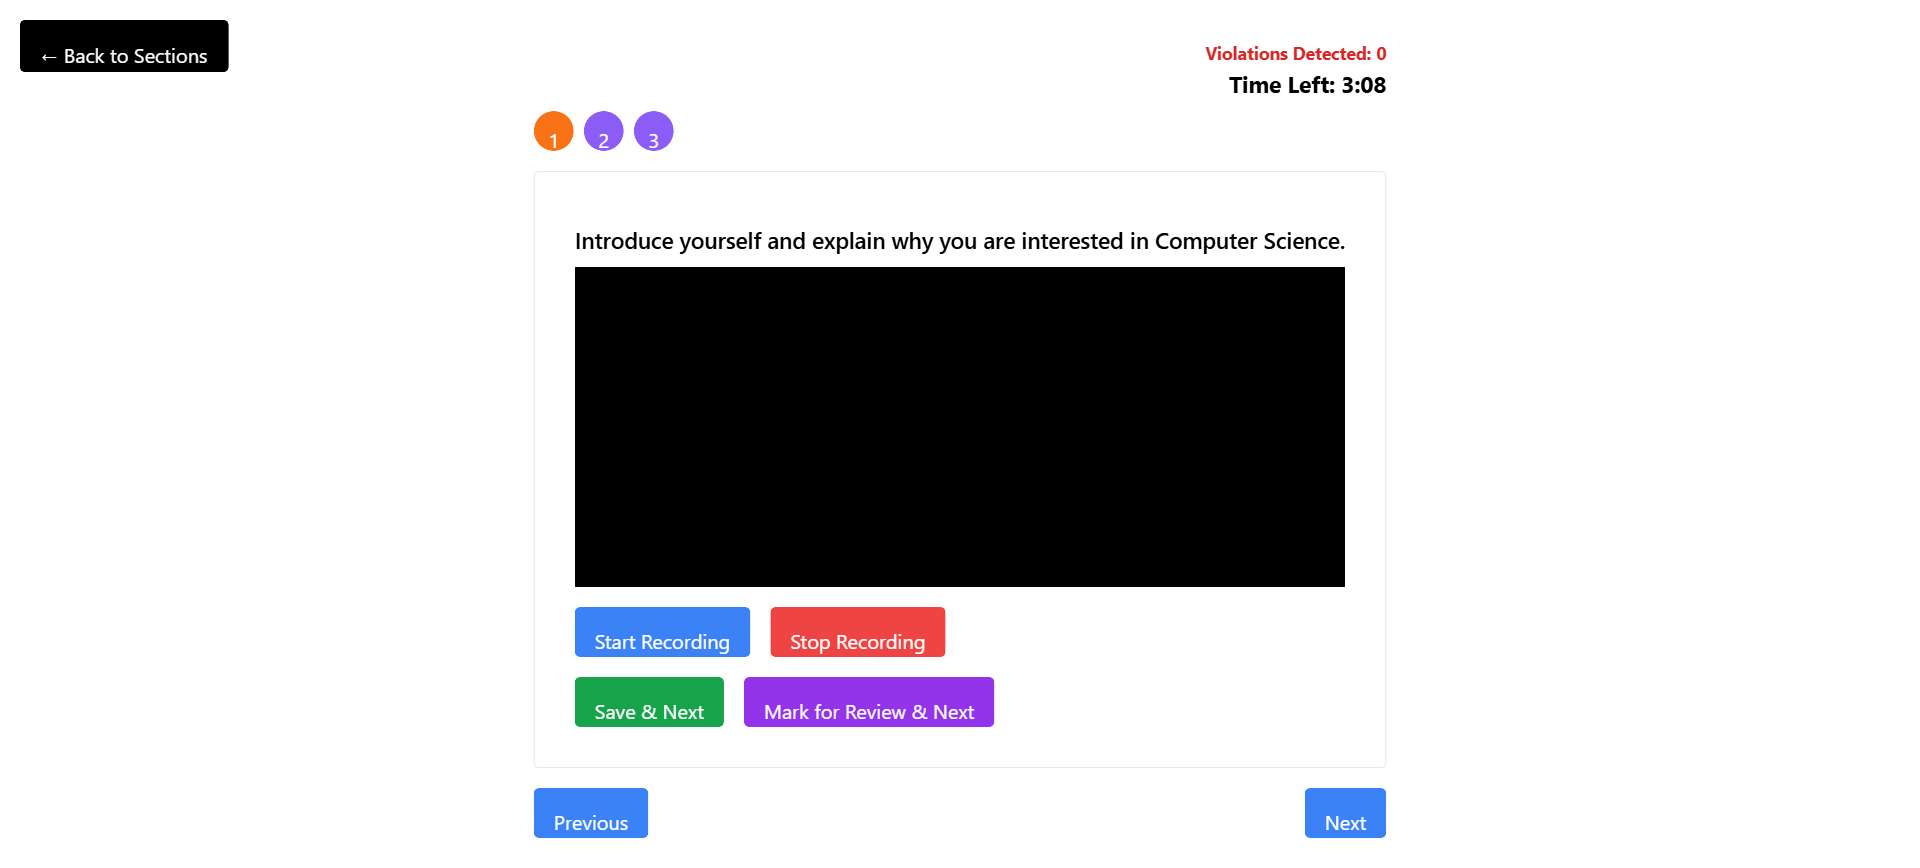 ← Back to Sections
Violations Detected: 0
Time Left: 3:08
1 2 3
Introduce yourself and explain why you are interested in Computer Science.
Start Recording Stop Recording
Save & Next Mark for Review & Next
Previous Next